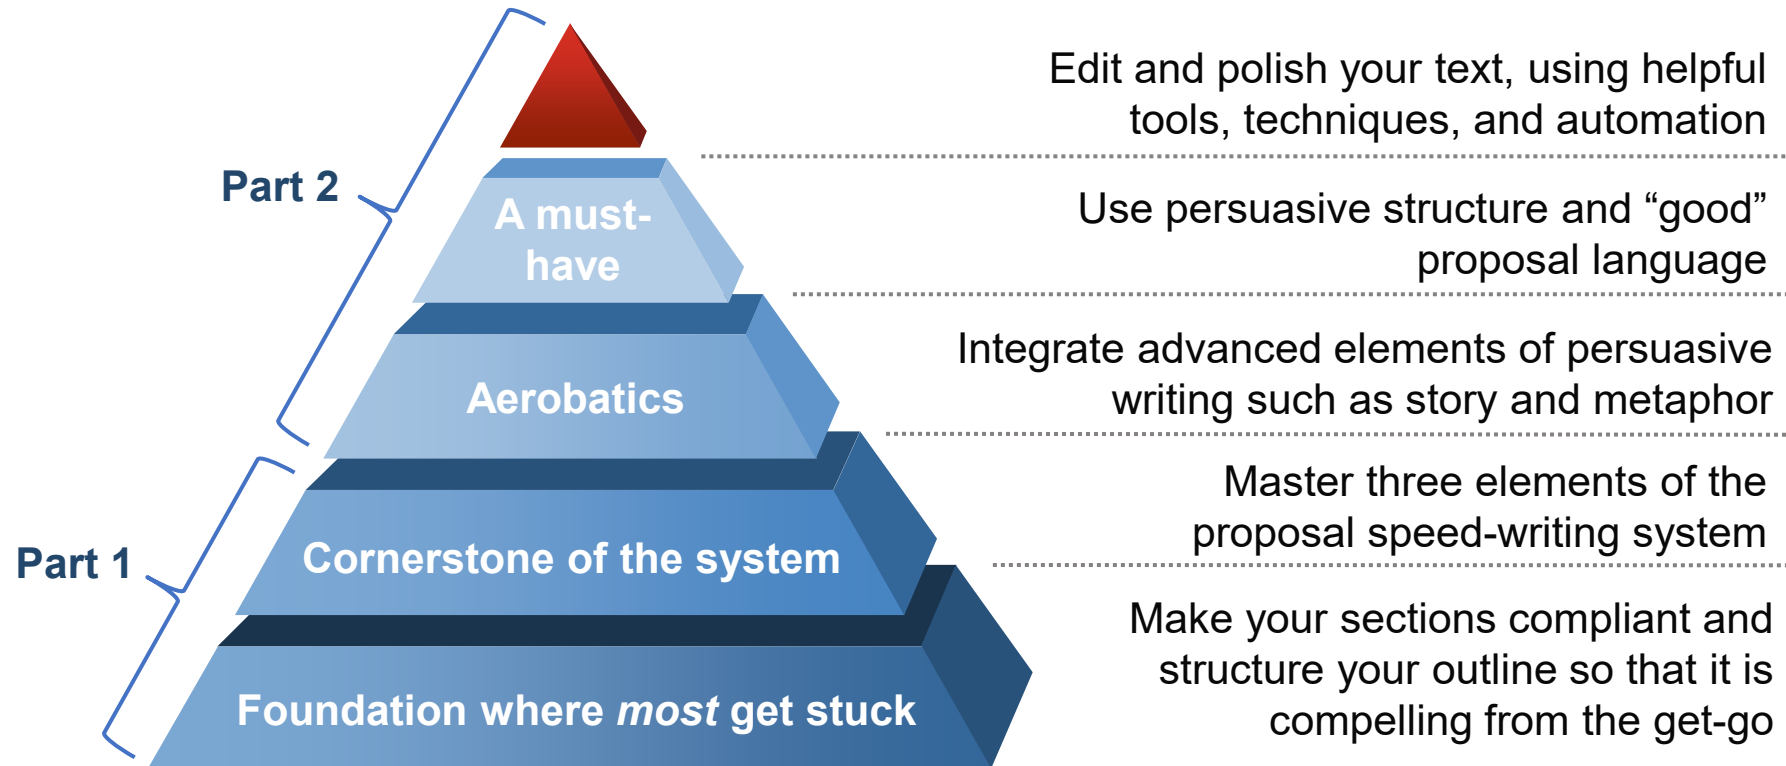 Edit and polish your text, using helpful
tools, techniques, and automation
Part 2
A must-
have
Use persuasive structure and “good”
proposal language
Aerobatics
Integrate advanced elements of persuasive
writing such as story and metaphor
Part 1
Cornerstone of the system
Master three elements of the
proposal speed-writing system
Foundation where most get stuck
Make your sections compliant and
structure your outline so that it is
compelling from the get-go